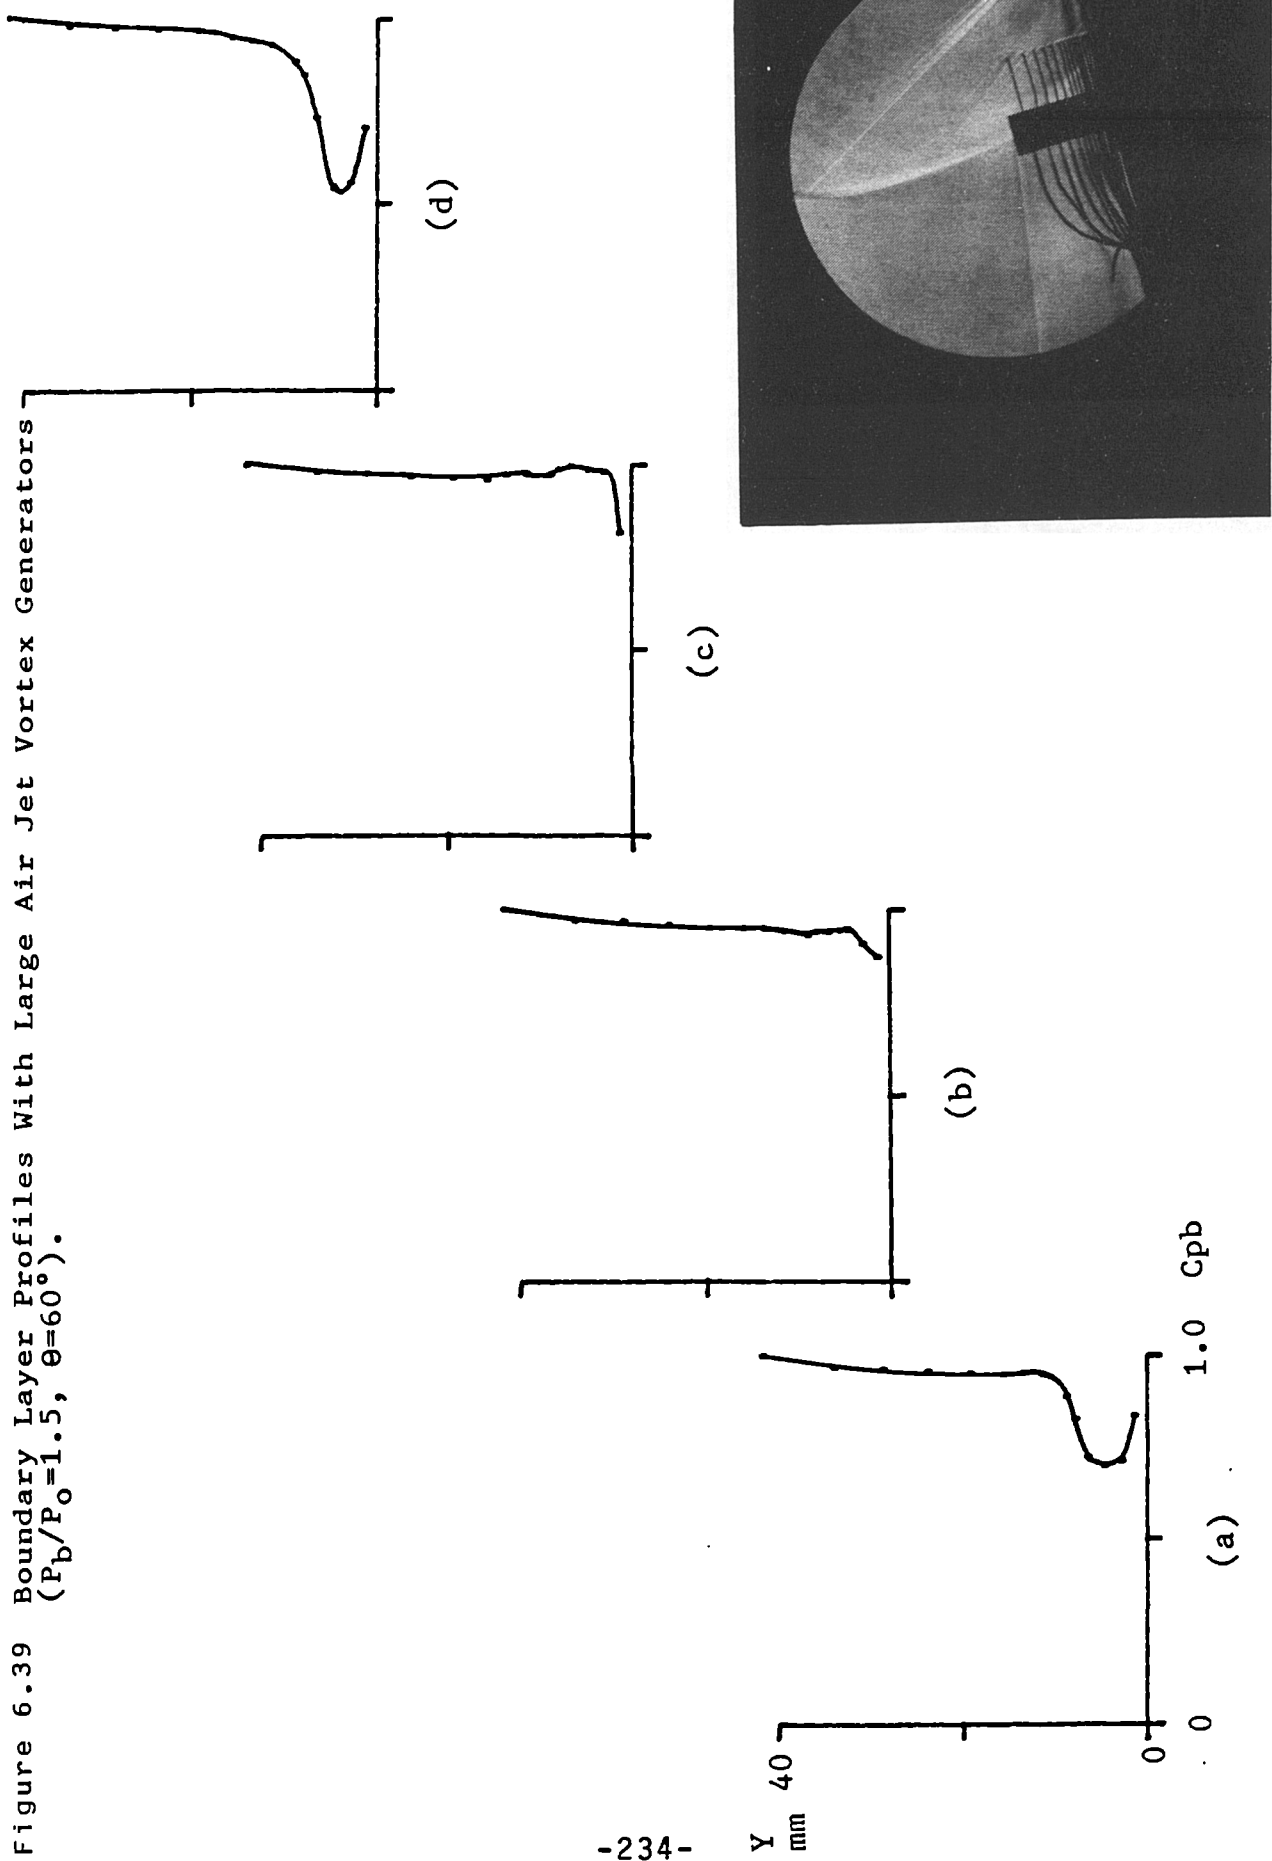 Figure 6.39 Boundary Layer Profiles With Large Air Jet Vortex Generators
(Pb/Po=1.5, θ=60°).
(d)
(c)
(b)
(a)
Y
mm
40
0
0
1.0
Cpb
-234-